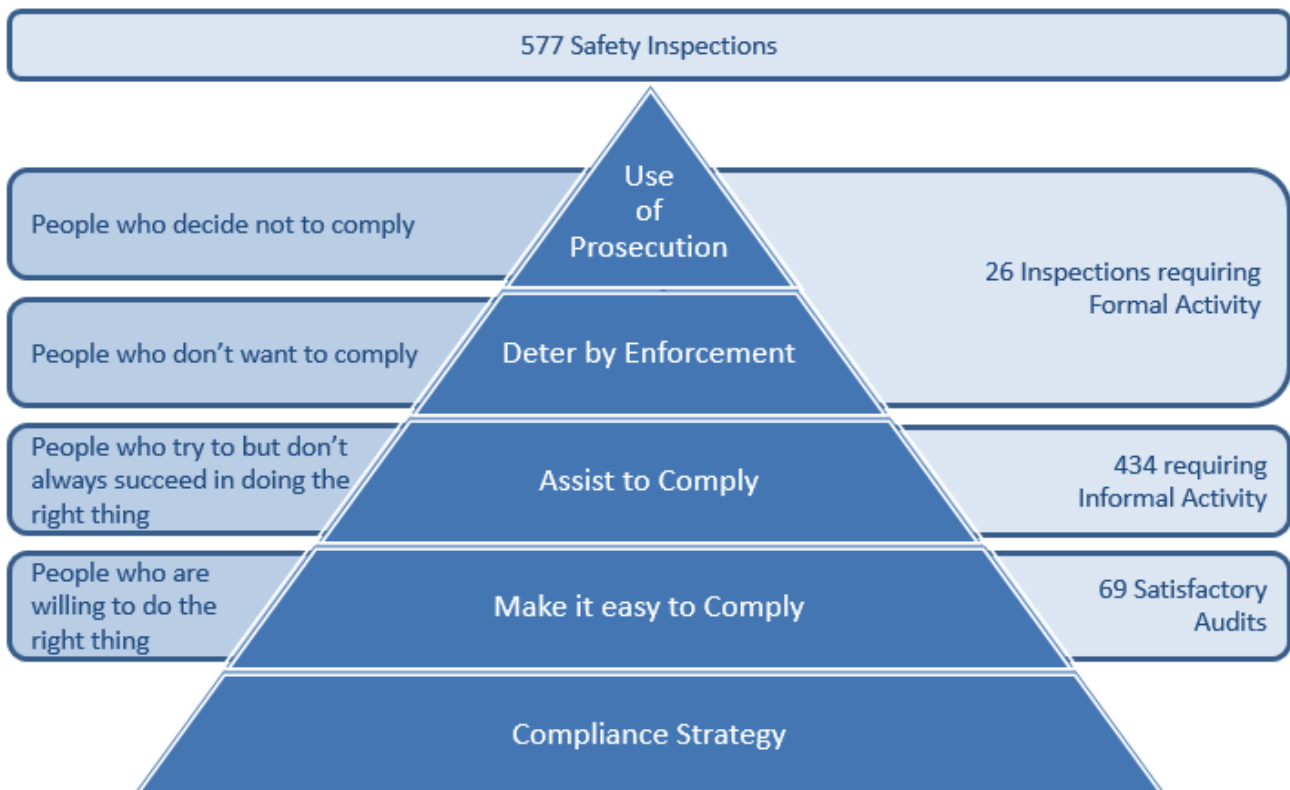 577 Safety Inspections
People who decide not to comply
Use
of
Prosecution
26 Inspections requiring
Formal Activity
People who don't want to comply
Deter by Enforcement
People who try to but don't
always succeed in doing the
right thing
Assist to Comply
434 requiring
Informal Activity
People who are
willing to do the
right thing
Make it easy to Comply
69 Satisfactory
Audits
Compliance Strategy